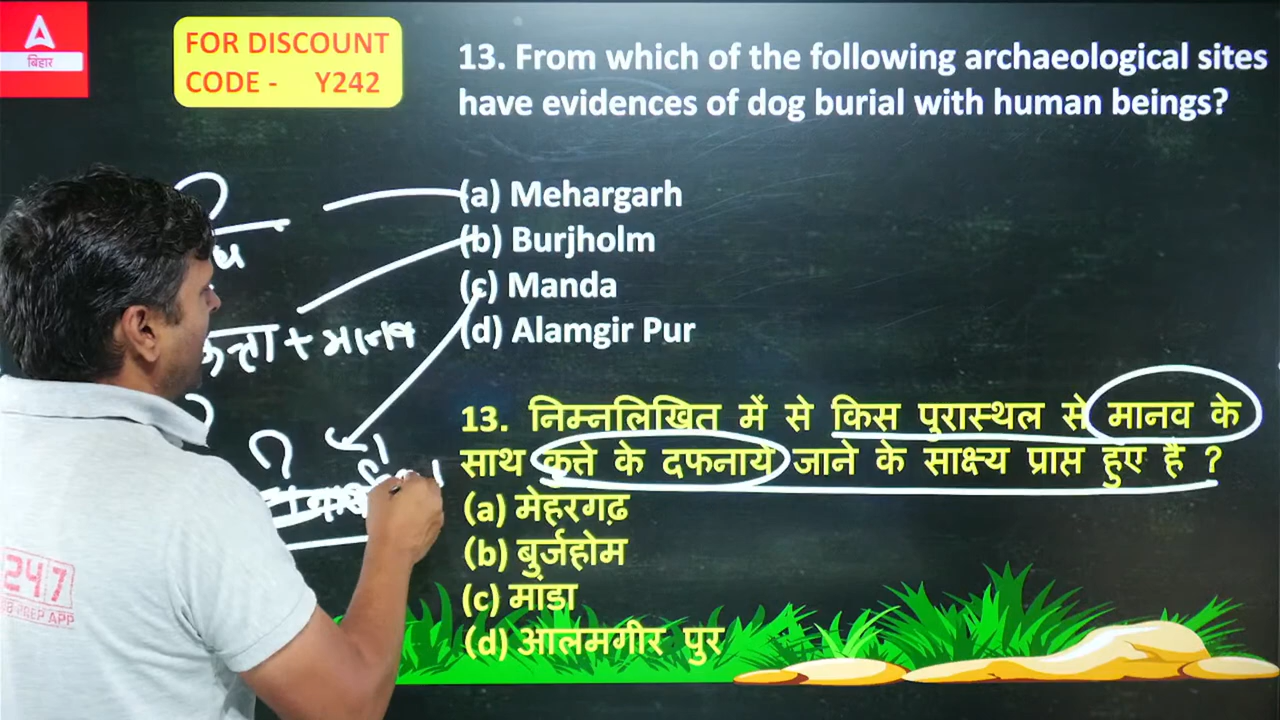 A
बिहार
FOR DISCOUNT
CODE - Y242
13. From which of the following archaeological sites
have evidences of dog burial with human beings?
(a) Mehargarh
(b) Burjholm
(c) Manda
(d) Alamgir Pur
+ मानव
13. निम्नलिखित में से किस पुरास्थल से मानव के
साथ कुत्ते के दफनाये जाने के साक्ष्य प्राप्त हुए है ?
(a) मेहरगढ़
(b) बुर्जहोम
(c) मांडा
(d) आलमगीर पुर
247